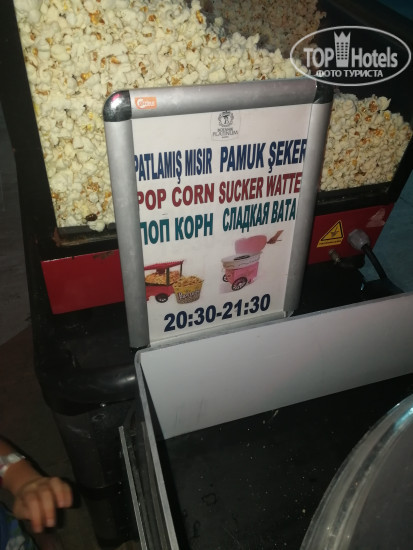 TOP Hotels
ФОТО ТУРИСТА
PLATINUM
PATLAMIŞ MISIR PAMUK ŞEKER
POP CORN SUCKER WATTE
ПОП КОРН СЛАДКАЯ ВАТА
20:30-21:30